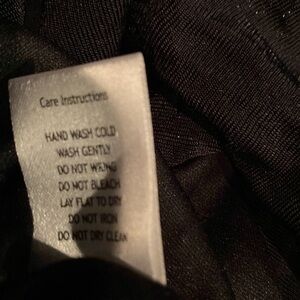 Care Instructions
HAND WASH COLD
WASH GENTLY
DO NOT WRING
DO NOT BLEACH
LAY FLAT TO DRY
DO NOT IRON
DO NOT DRY CLEAN